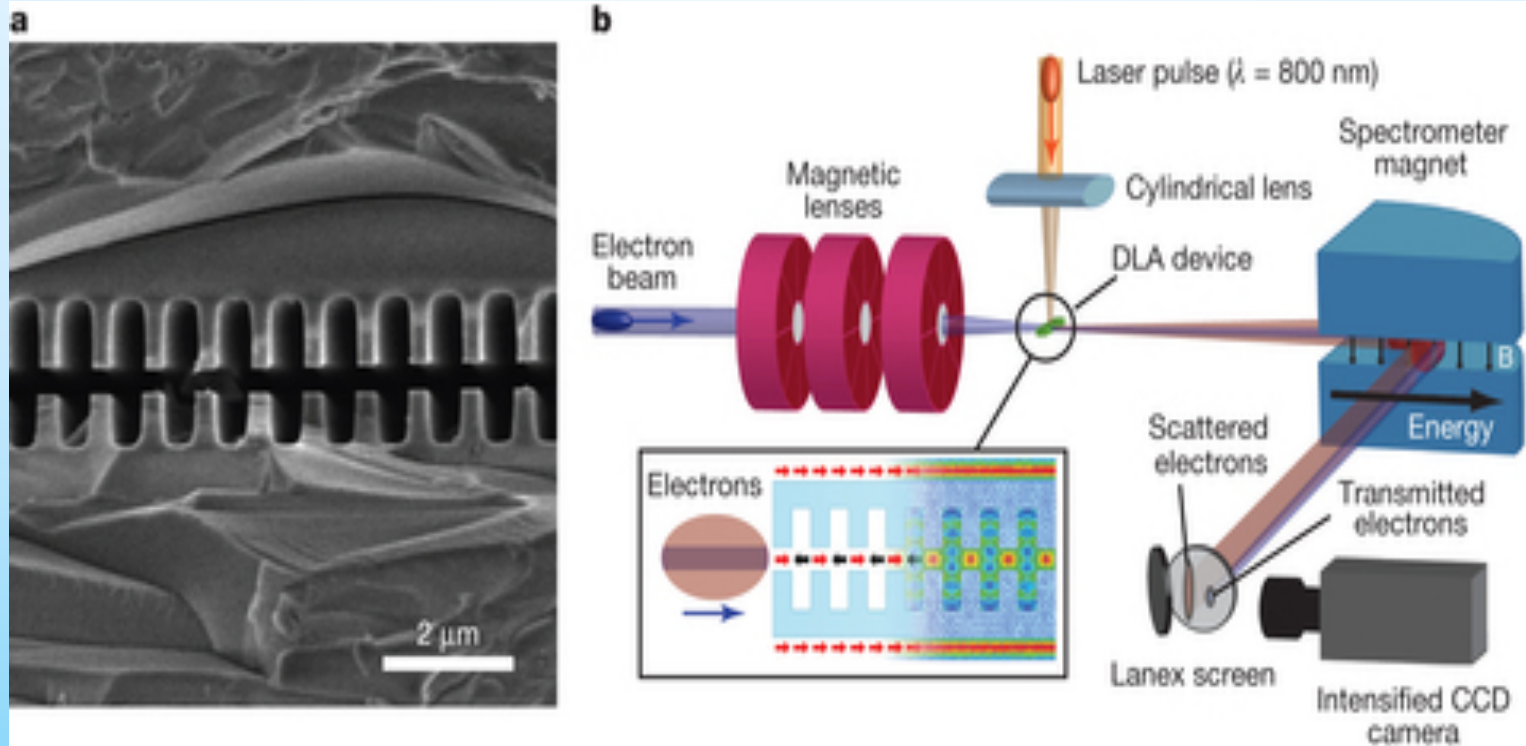 a
2 μm
b
Laser pulse (λ = 800 nm)
Spectrometer
magnet
Magnetic
lenses
Cylindrical lens
Electron
beam
DLA device
B
Energy
Scattered
electrons
Electrons
Transmitted
electrons
Lanex screen
Intensified CCD
camera